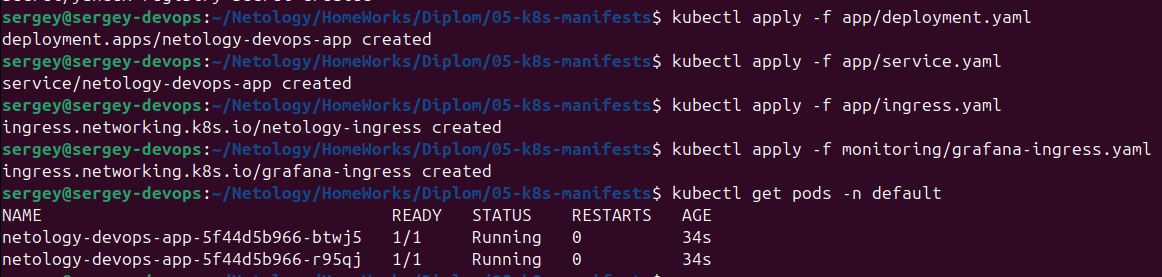 secret/yandex-registry-secret created
sergey@sergey-devops:~/Netology/HomeWorks/Diplom/05-k8s-manifests$ kubectl apply -f app/deployment.yaml
deployment.apps/netology-devops-app created
sergey@sergey-devops:~/Netology/HomeWorks/Diplom/05-k8s-manifests$ kubectl apply -f app/service.yaml
service/netology-devops-app created
sergey@sergey-devops:~/Netology/HomeWorks/Diplom/05-k8s-manifests$ kubectl apply -f app/ingress.yaml
ingress.networking.k8s.io/netology-ingress created
sergey@sergey-devops:~/Netology/HomeWorks/Diplom/05-k8s-manifests$ kubectl apply -f monitoring/grafana-ingress.yaml
ingress.networking.k8s.io/grafana-ingress created
sergey@sergey-devops:~/Netology/HomeWorks/Diplom/05-k8s-manifests$ kubectl get pods -n default
NAME READY STATUS RESTARTS AGE
netology-devops-app-5f44d5b966-btwj5 1/1 Running 0 34s
netology-devops-app-5f44d5b966-r95qj 1/1 Running 0 34s